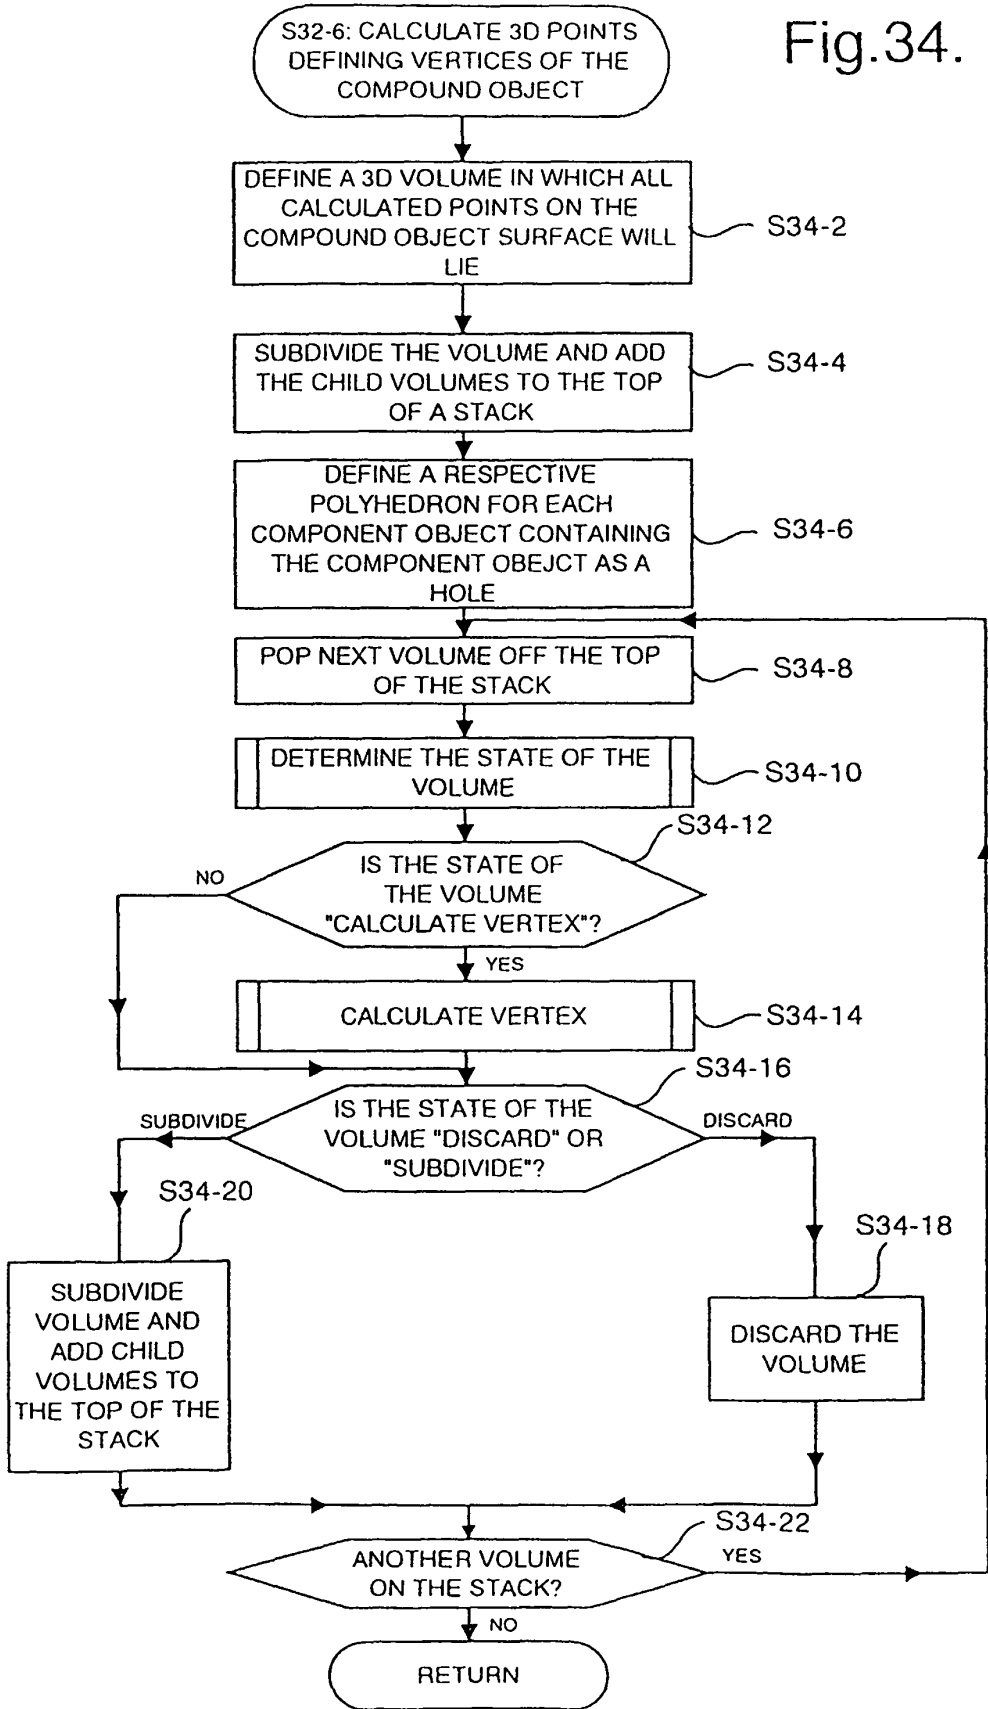 Fig.34.
S32-6: CALCULATE 3D POINTS
DEFINING VERTICES OF THE
COMPOUND OBJECT
DEFINE A 3D VOLUME IN WHICH ALL
CALCULATED POINTS ON THE
COMPOUND OBJECT SURFACE WILL
LIE
S34-2
SUBDIVIDE THE VOLUME AND ADD
THE CHILD VOLUMES TO THE TOP
OF A STACK
S34-4
DEFINE A RESPECTIVE
POLYHEDRON FOR EACH
COMPONENT OBJECT CONTAINING
THE COMPONENT OBEJCT AS A
HOLE
S34-6
POP NEXT VOLUME OFF THE TOP
OF THE STACK
S34-8
DETERMINE THE STATE OF THE
VOLUME
S34-10
S34-12
IS THE STATE OF
THE VOLUME
"CALCULATE VERTEX"?
NO
YES
CALCULATE VERTEX
S34-14
S34-16
IS THE STATE OF THE
VOLUME "DISCARD" OR
"SUBDIVIDE"?
SUBDIVIDE
DISCARD
S34-20
S34-18
SUBDIVIDE
VOLUME AND
ADD CHILD
VOLUMES TO
THE TOP OF THE
STACK
DISCARD THE
VOLUME
S34-22
ANOTHER VOLUME
ON THE STACK?
YES
NO
RETURN